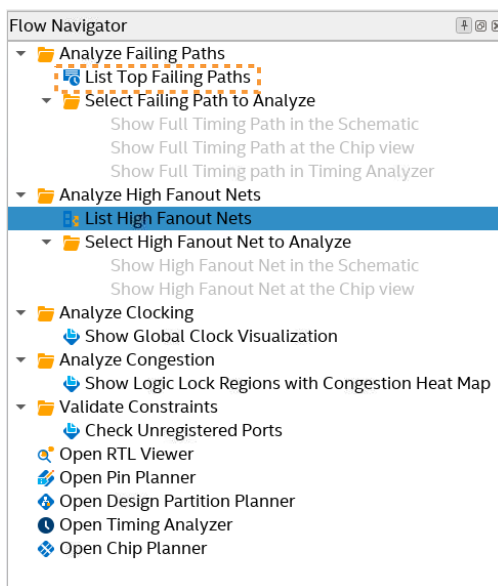 Flow Navigator
Analyze Failing Paths
List Top Failing Paths
Select Failing Path to Analyze
Show Full Timing Path in the Schematic
Show Full Timing Path at the Chip view
Show Full Timing path in Timing Analyzer
Analyze High Fanout Nets
List High Fanout Nets
Select High Fanout Net to Analyze
Show High Fanout Net in the Schematic
Show High Fanout Net at the Chip view
Analyze Clocking
Show Global Clock Visualization
Analyze Congestion
Show Logic Lock Regions with Congestion Heat Map
Validate Constraints
Check Unregistered Ports
Open RTL Viewer
Open Pin Planner
Open Design Partition Planner
Open Timing Analyzer
Open Chip Planner